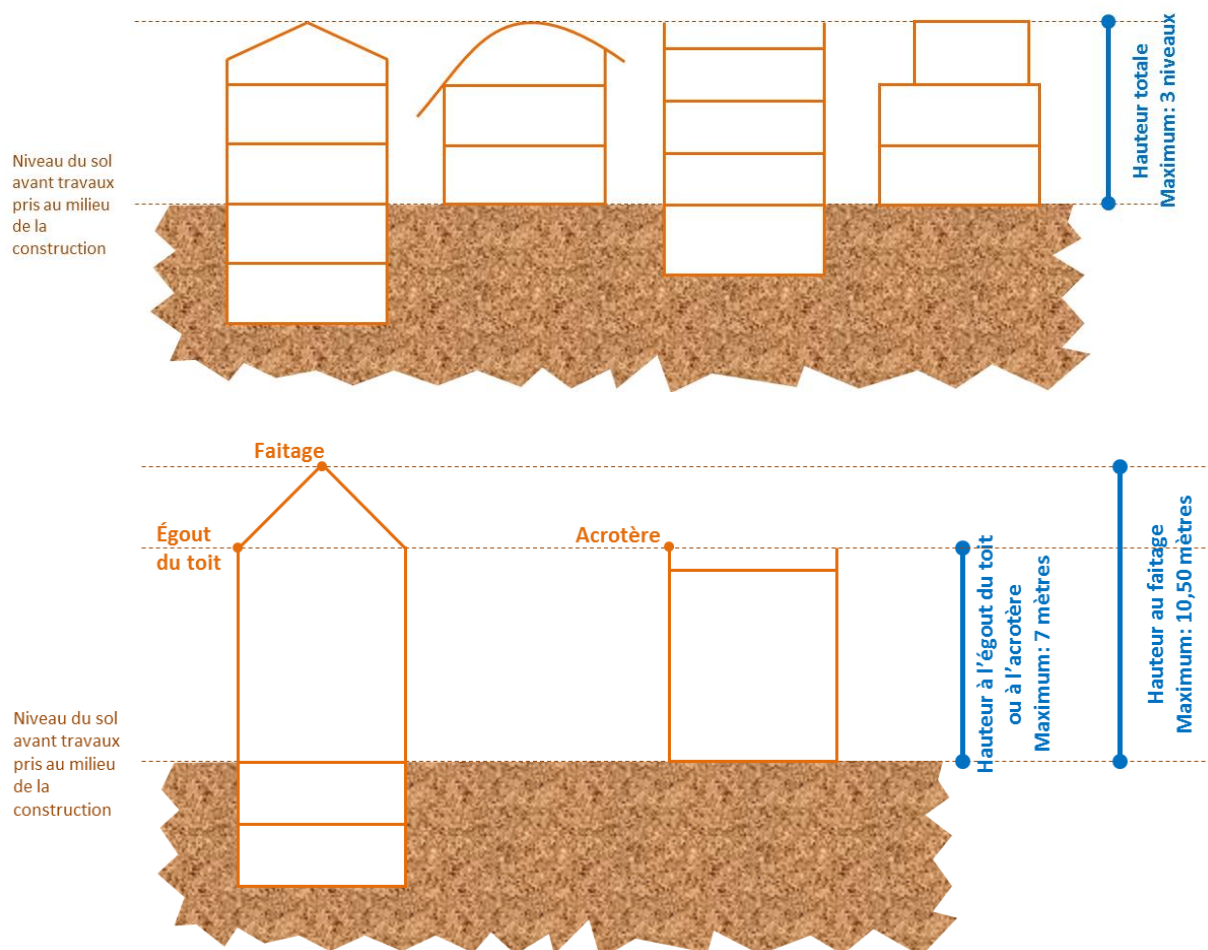 Hauteur totale
Maximum: 3 niveaux
Niveau du sol
avant travaux
pris au milieu
de la
construction
Faitage
Égout
du toit
Acrotère
Hauteur à l'égout du toit
ou à l'acrotère
Maximum: 7 mètres
Hauteur au faitage
Maximum: 10,50 mètres
Niveau du sol
avant travaux
pris au milieu
de la
construction